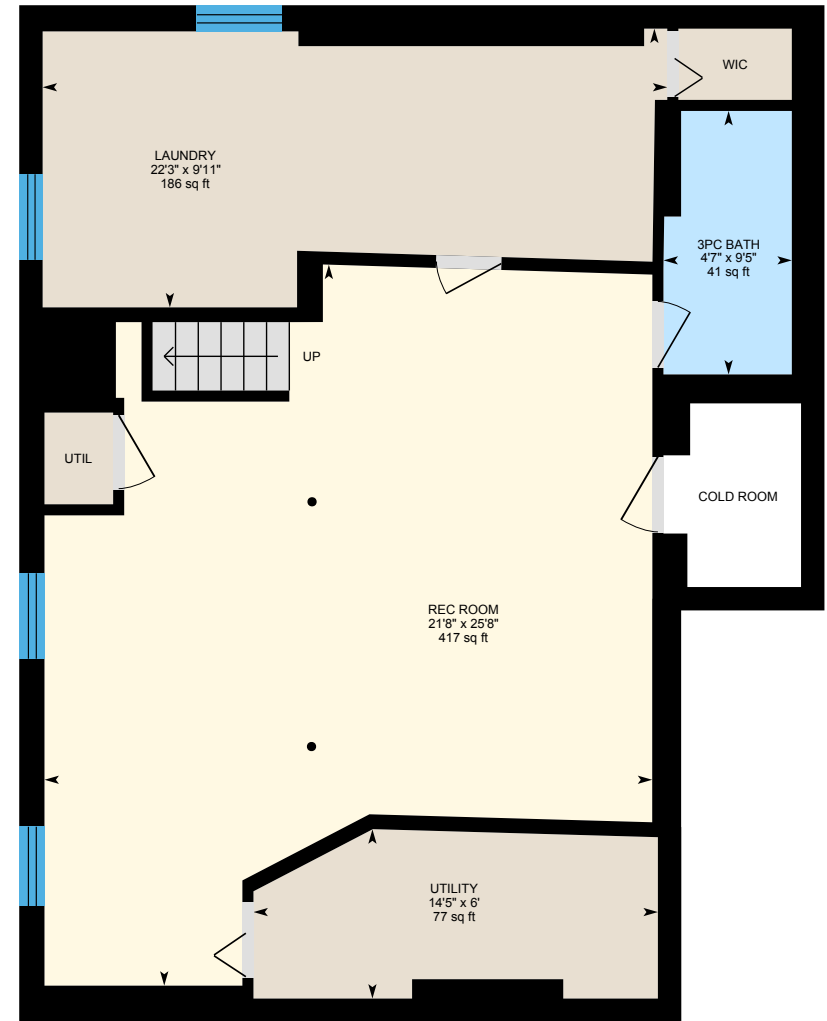 WIC
LAUNDRY
22'3" x 9'11"
186 sq ft
3PC BATH
4'7" x 9'5"
41 sq ft
UP
UTIL
COLD ROOM
REC ROOM
21'8" x 25'8"
417 sq ft
UTILITY
14'5" x 6'
77 sq ft